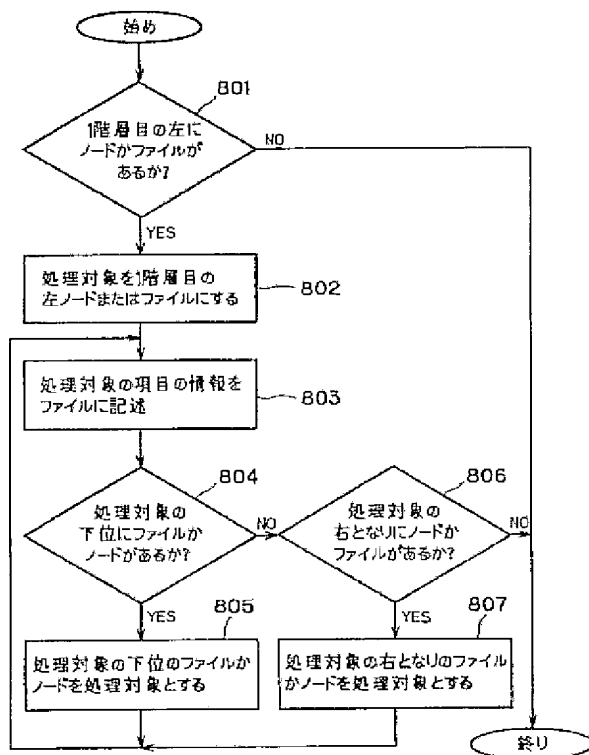 始め
801
1階層目の左に
ノードかファイルが
あるか?
NO
YES
処理対象を1階層目の
左ノードまたはファイルにする
802
処理対象の項目の情報を
ファイルに記述
803
804
処理対象の
下位にファイルか
ノードがあるか?
NO
806
処理対象の
右となりにノードか
ファイルがあるか?
NO
YES
805
処理対象の下位のファイルか
ノードを処理対象とする
YES
807
処理対象の右となりのファイル
かノードを処理対象とする
終り